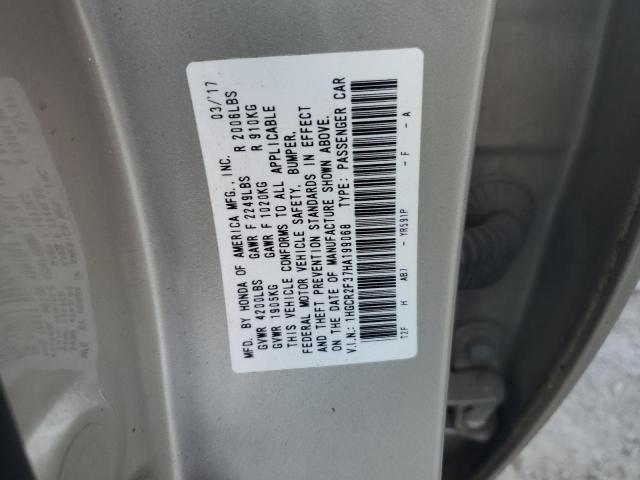 MFD. BY HONDA OF AMERICA MFG., INC. 03/'17
GVWR 4200LBS GAWR F 2249LBS R 2006LBS
GVWR 1905KG GAWR F 1020KG R 910KG
THIS VEHICLE CONFORMS TO ALL APPLICABLE
FEDERAL MOTOR VEHICLE SAFETY, BUMPER,
AND THEFT PREVENTION STANDARDS IN EFFECT
ON THE DATE OF MANUFACTURE SHOWN ABOVE.
V.I.N.: 1HGCR2F37HA199068 TYPE: PASSENGER CAR
T2F H AB7 - YR591P - F - A